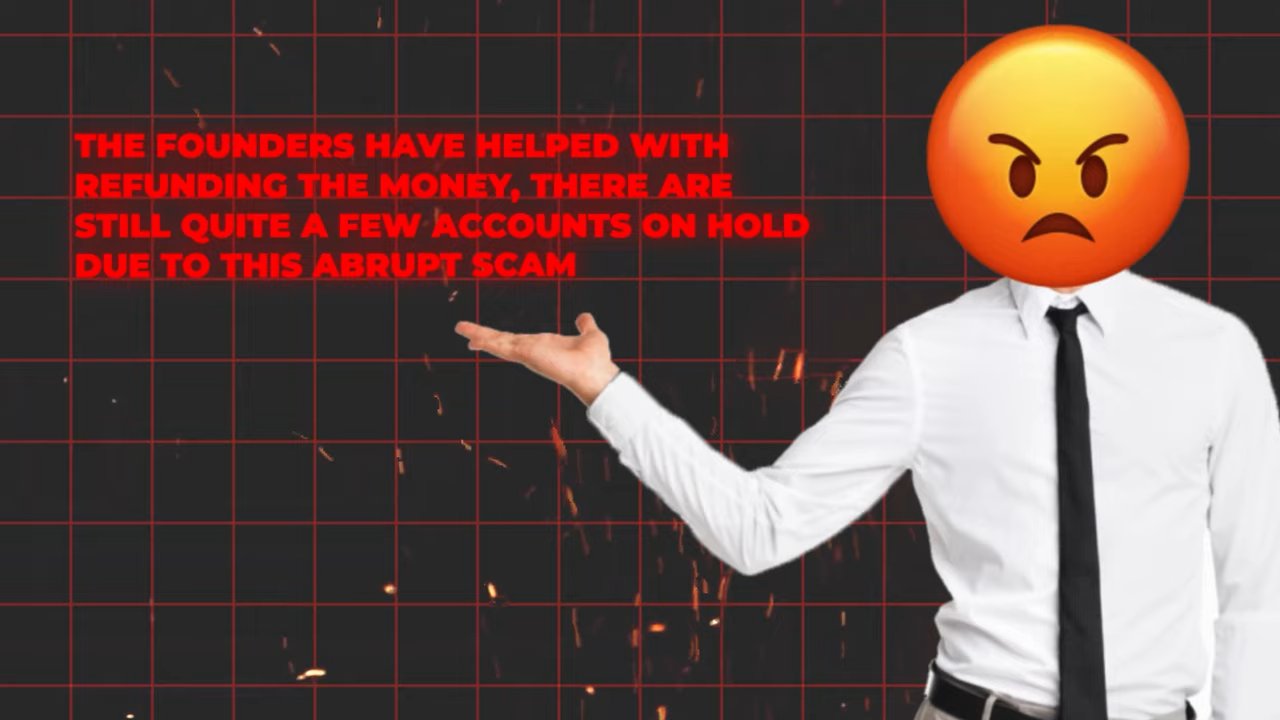 THE FOUNDERS HAVE HELPED WITH
REFUNDING THE MONEY, THERE ARE
STILL QUITE A FEW ACCOUNTS ON HOLD
DUE TO THIS ABRUPT SCAM